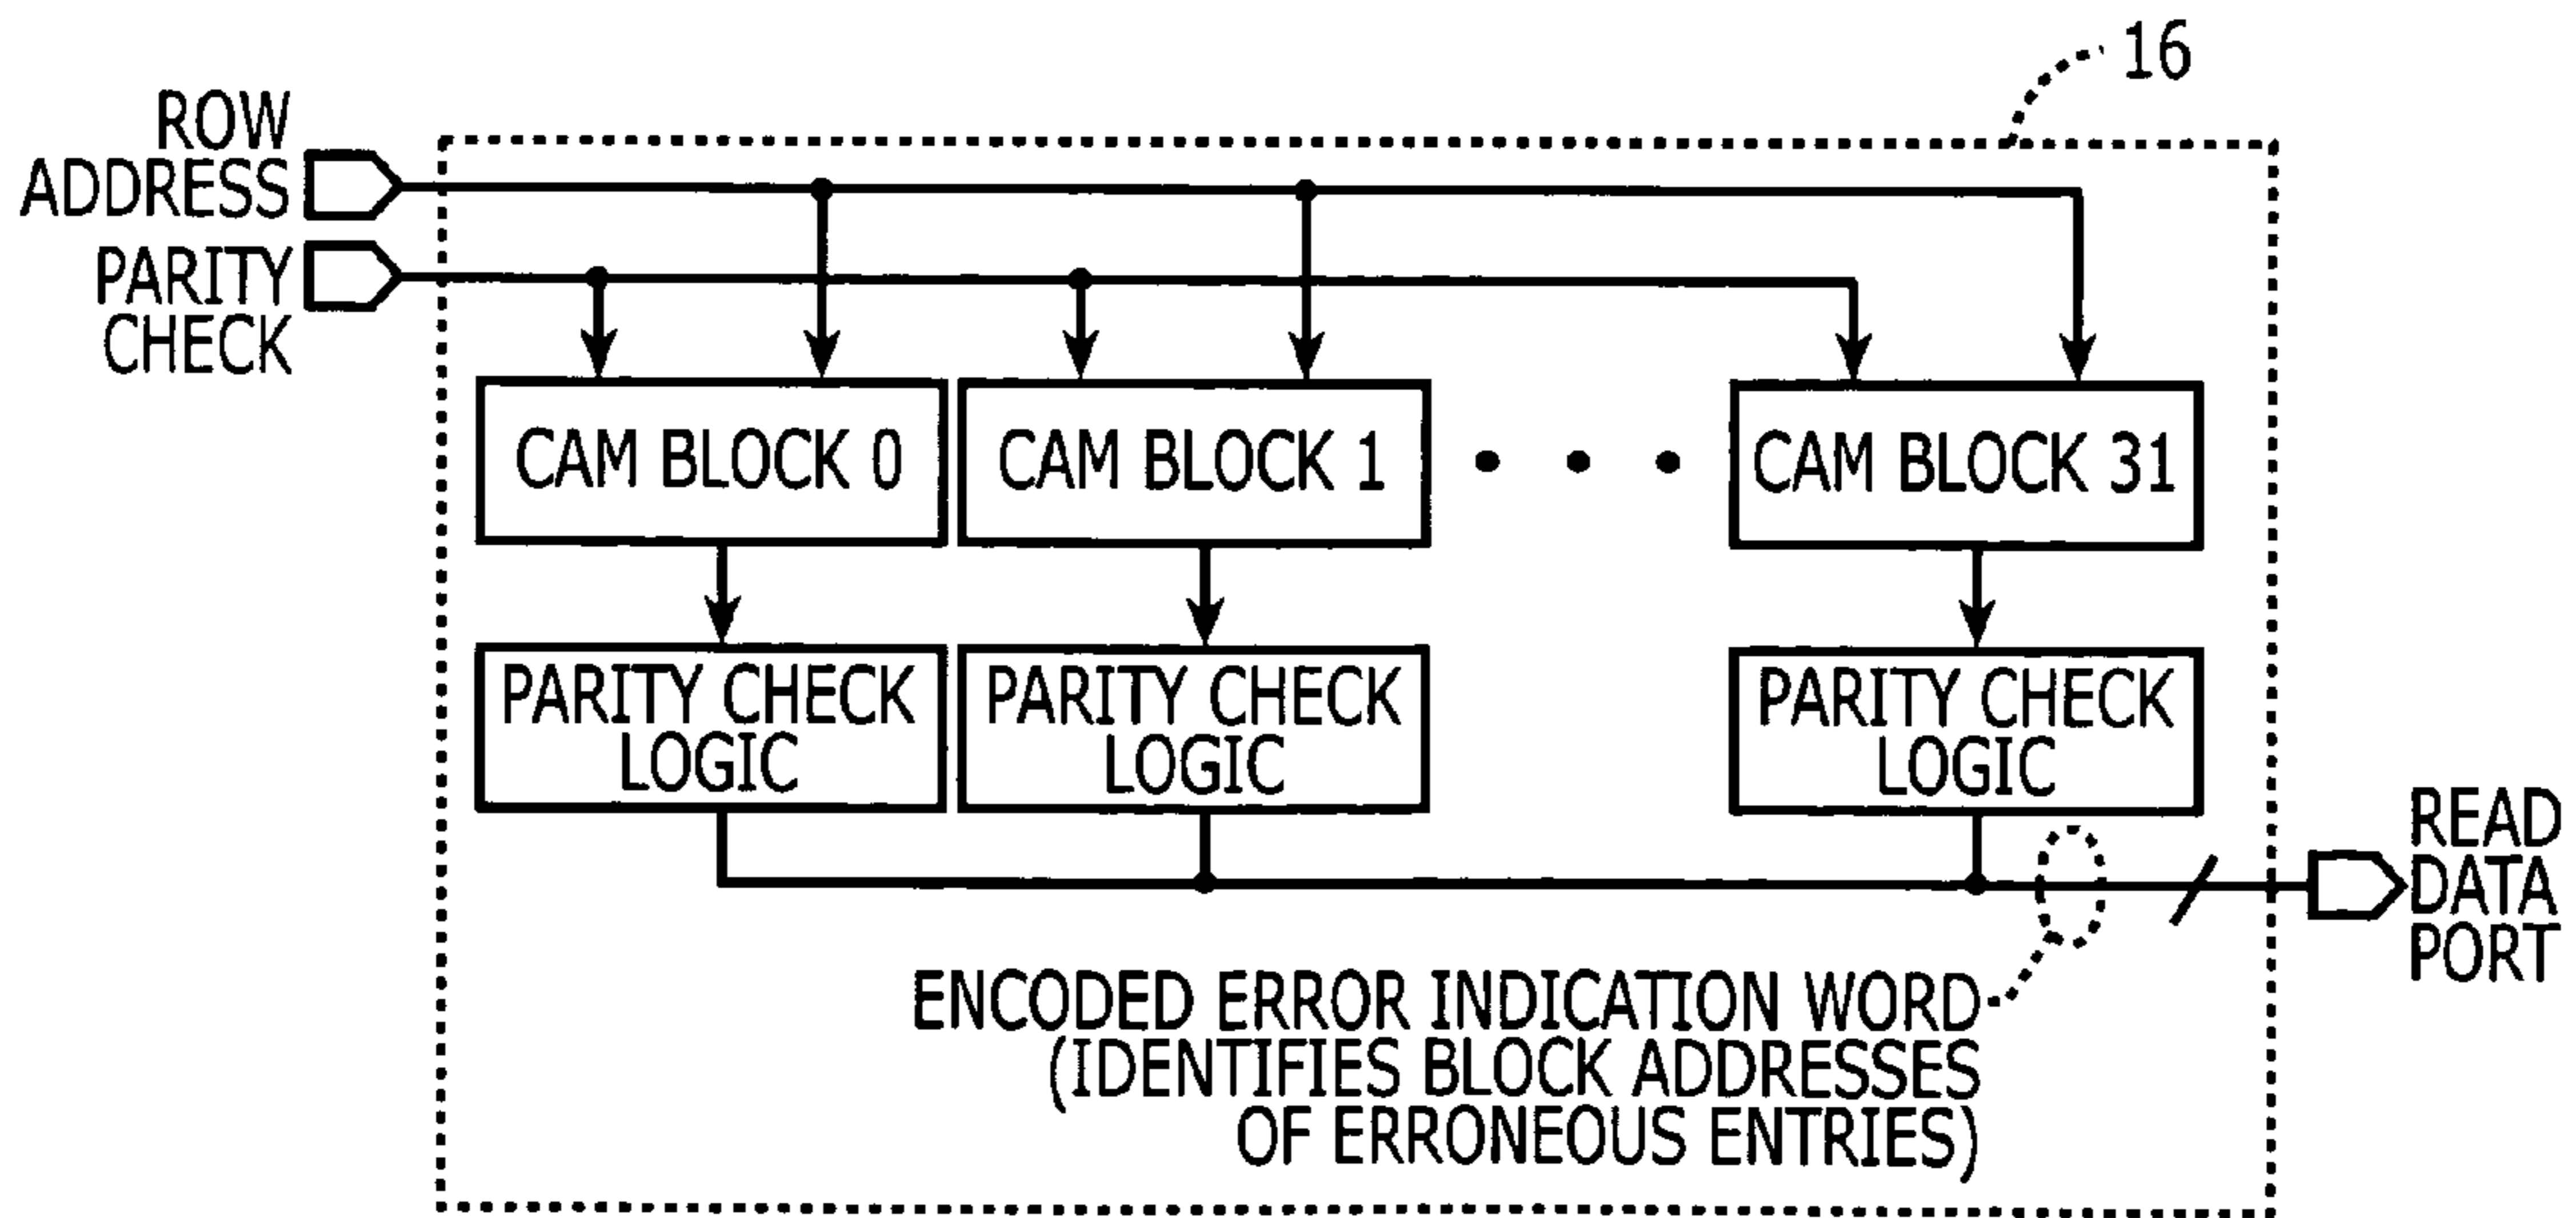 16
ROW
ADDRESS
PARITY
CHECK
CAM BLOCK 0
CAM BLOCK 1
CAM BLOCK 31
PARITY CHECK
LOGIC
PARITY CHECK
LOGIC
PARITY CHECK
LOGIC
READ
DATA
PORT
ENCODED ERROR INDICATION WORD
(IDENTIFIES BLOCK ADDRESSES
OF ERRONEOUS ENTRIES)